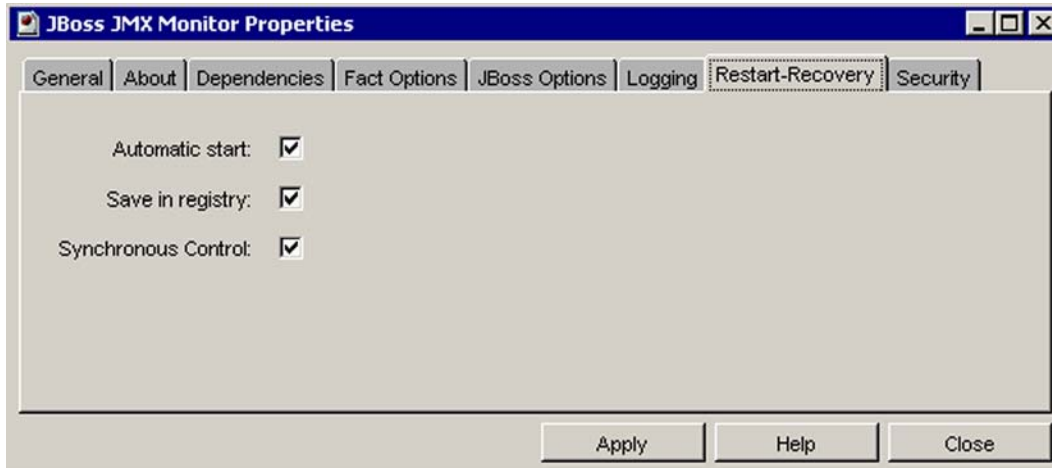 JBoss JMX Monitor Properties
General About Dependencies Fact Options JBoss Options Logging Restart-Recovery Security
Automatic start:
Save in registry:
Synchronous Control:
Apply Help Close